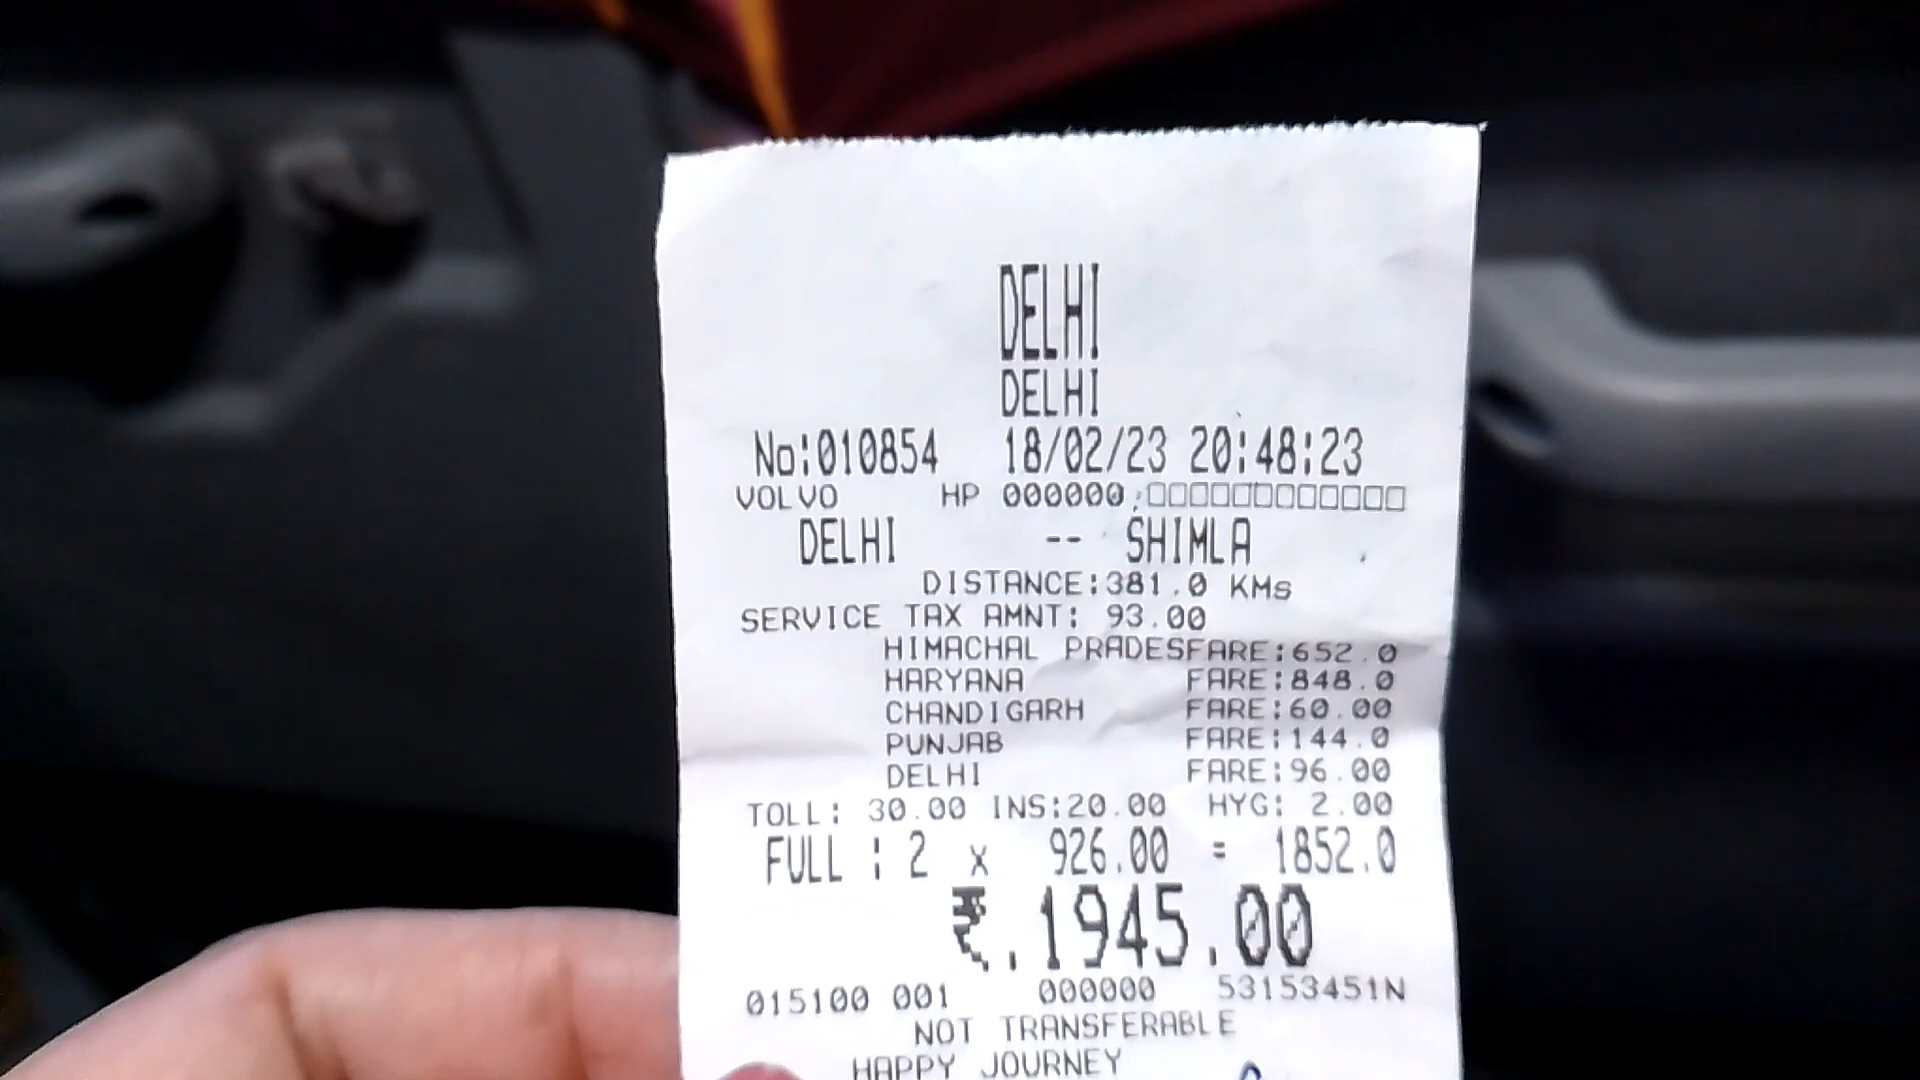 DELHI
DELHI
No:010854 18/02/23 20:48:23
VOLVO HP 000000;□□□□□□□□□□□□
DELHI -- SHIMLA
DISTANCE:381.0 KMs
SERVICE TAX AMNT: 93.00
HIMACHAL PRADESFARE:652.0
HARYANA FARE:848.0
CHANDIGARH FARE:60.00
PUNJAB FARE:144.0
DELHI FARE:96.00
TOLL: 30.00 INS:20.00 HYG: 2.00
FULL : 2 x 926.00 = 1852.0
₹.1945.00
015100 001 000000 53153451N
NOT TRANSFERABLE
HAPPY JOURNEY